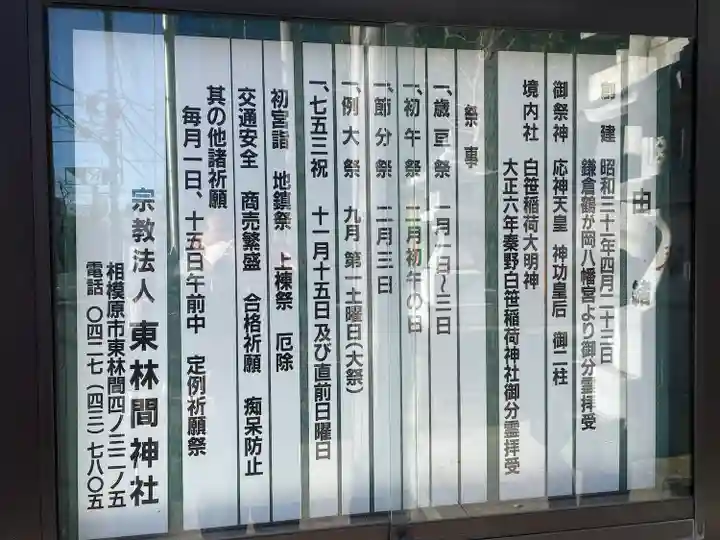 由緒
創建 昭和三十一年四月二十三日
鎌倉鶴が岡八幡宮より御分霊拝受
御祭神 応神天皇 神功皇后 御二柱
境内社 白笹稲荷大明神
大正六年秦野白笹稲荷神社御分霊拝受
祭事
一、歳亘祭 一月一日〜三日
一、初午祭 二月初午の日
一、節分祭 二月三日
一、例大祭 九月第一土曜日(大祭)
一、七五三祝 十一月十五日及び直前日曜日
初宮詣 地鎮祭 上棟祭 厄除
交通安全 商売繁盛 合格祈願 痴呆防止
其の他諸祈願
毎月一日、十五日午前中 定例祈願祭
宗教法人 東林間神社
相模原市東林間四ノ三二ノ五
電話 〇四二七(四三)七八〇五